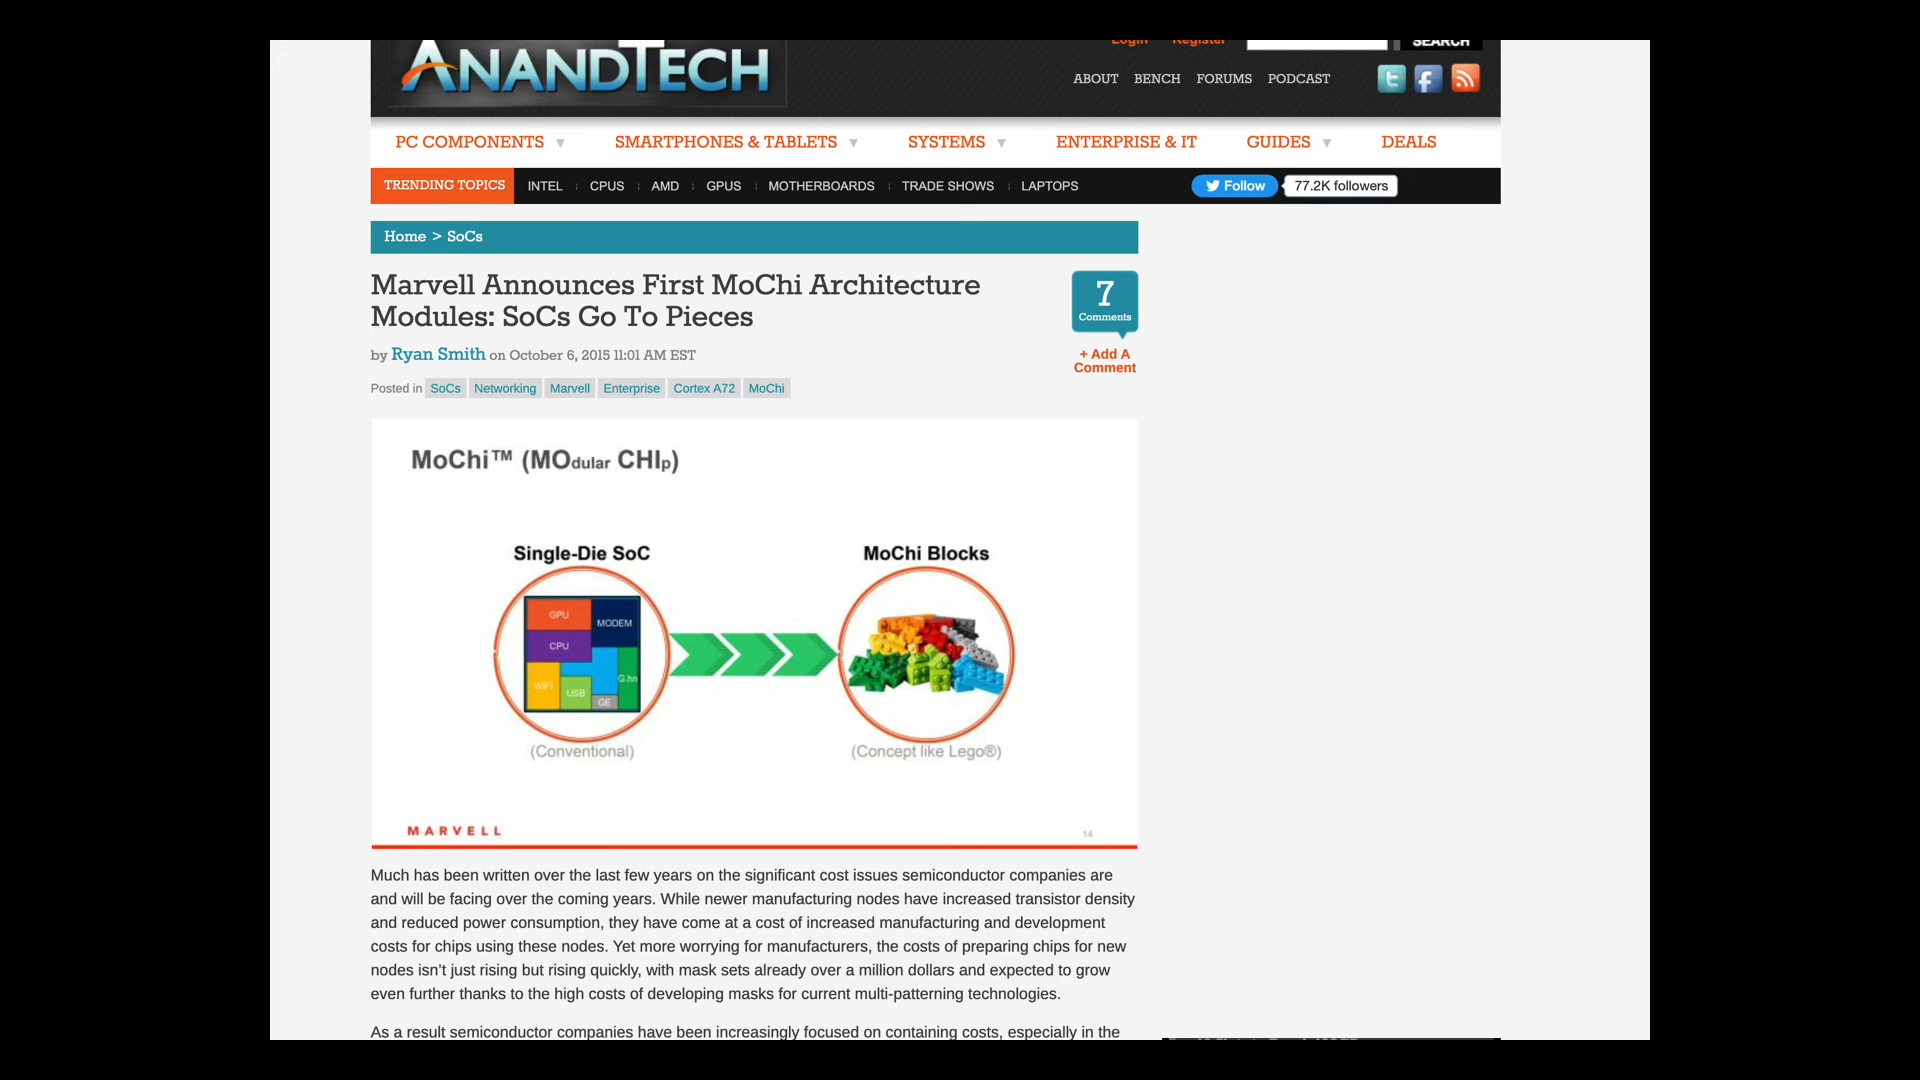 ANANDTECH
Login Register SEARCH
ABOUT BENCH FORUMS PODCAST
PC COMPONENTS SMARTPHONES & TABLETS SYSTEMS ENTERPRISE & IT GUIDES DEALS
TRENDING TOPICS INTEL CPUS AMD GPUS MOTHERBOARDS TRADE SHOWS LAPTOPS Follow 77.2K followers
Home > SoCs
Marvell Announces First MoChi Architecture
Modules: SoCs Go To Pieces
7
Comments
by Ryan Smith on October 6, 2015 11:01 AM EST
+ Add A
Comment
Posted in SoCs Networking Marvell Enterprise Cortex A72 MoChi
MoChi™ (MOdular CHIp)
Single-Die SoC MoChi Blocks
GPU
MODEM
CPU
G.hn
WiFi
USB
GE
(Conventional) (Concept like Lego®)
MARVELL 14
Much has been written over the last few years on the significant cost issues semiconductor companies are
and will be facing over the coming years. While newer manufacturing nodes have increased transistor density
and reduced power consumption, they have come at a cost of increased manufacturing and development
costs for chips using these nodes. Yet more worrying for manufacturers, the costs of preparing chips for new
nodes isn’t just rising but rising quickly, with mask sets already over a million dollars and expected to grow
even further thanks to the high costs of developing masks for current multi-patterning technologies.
As a result semiconductor companies have been increasingly focused on containing costs, especially in the